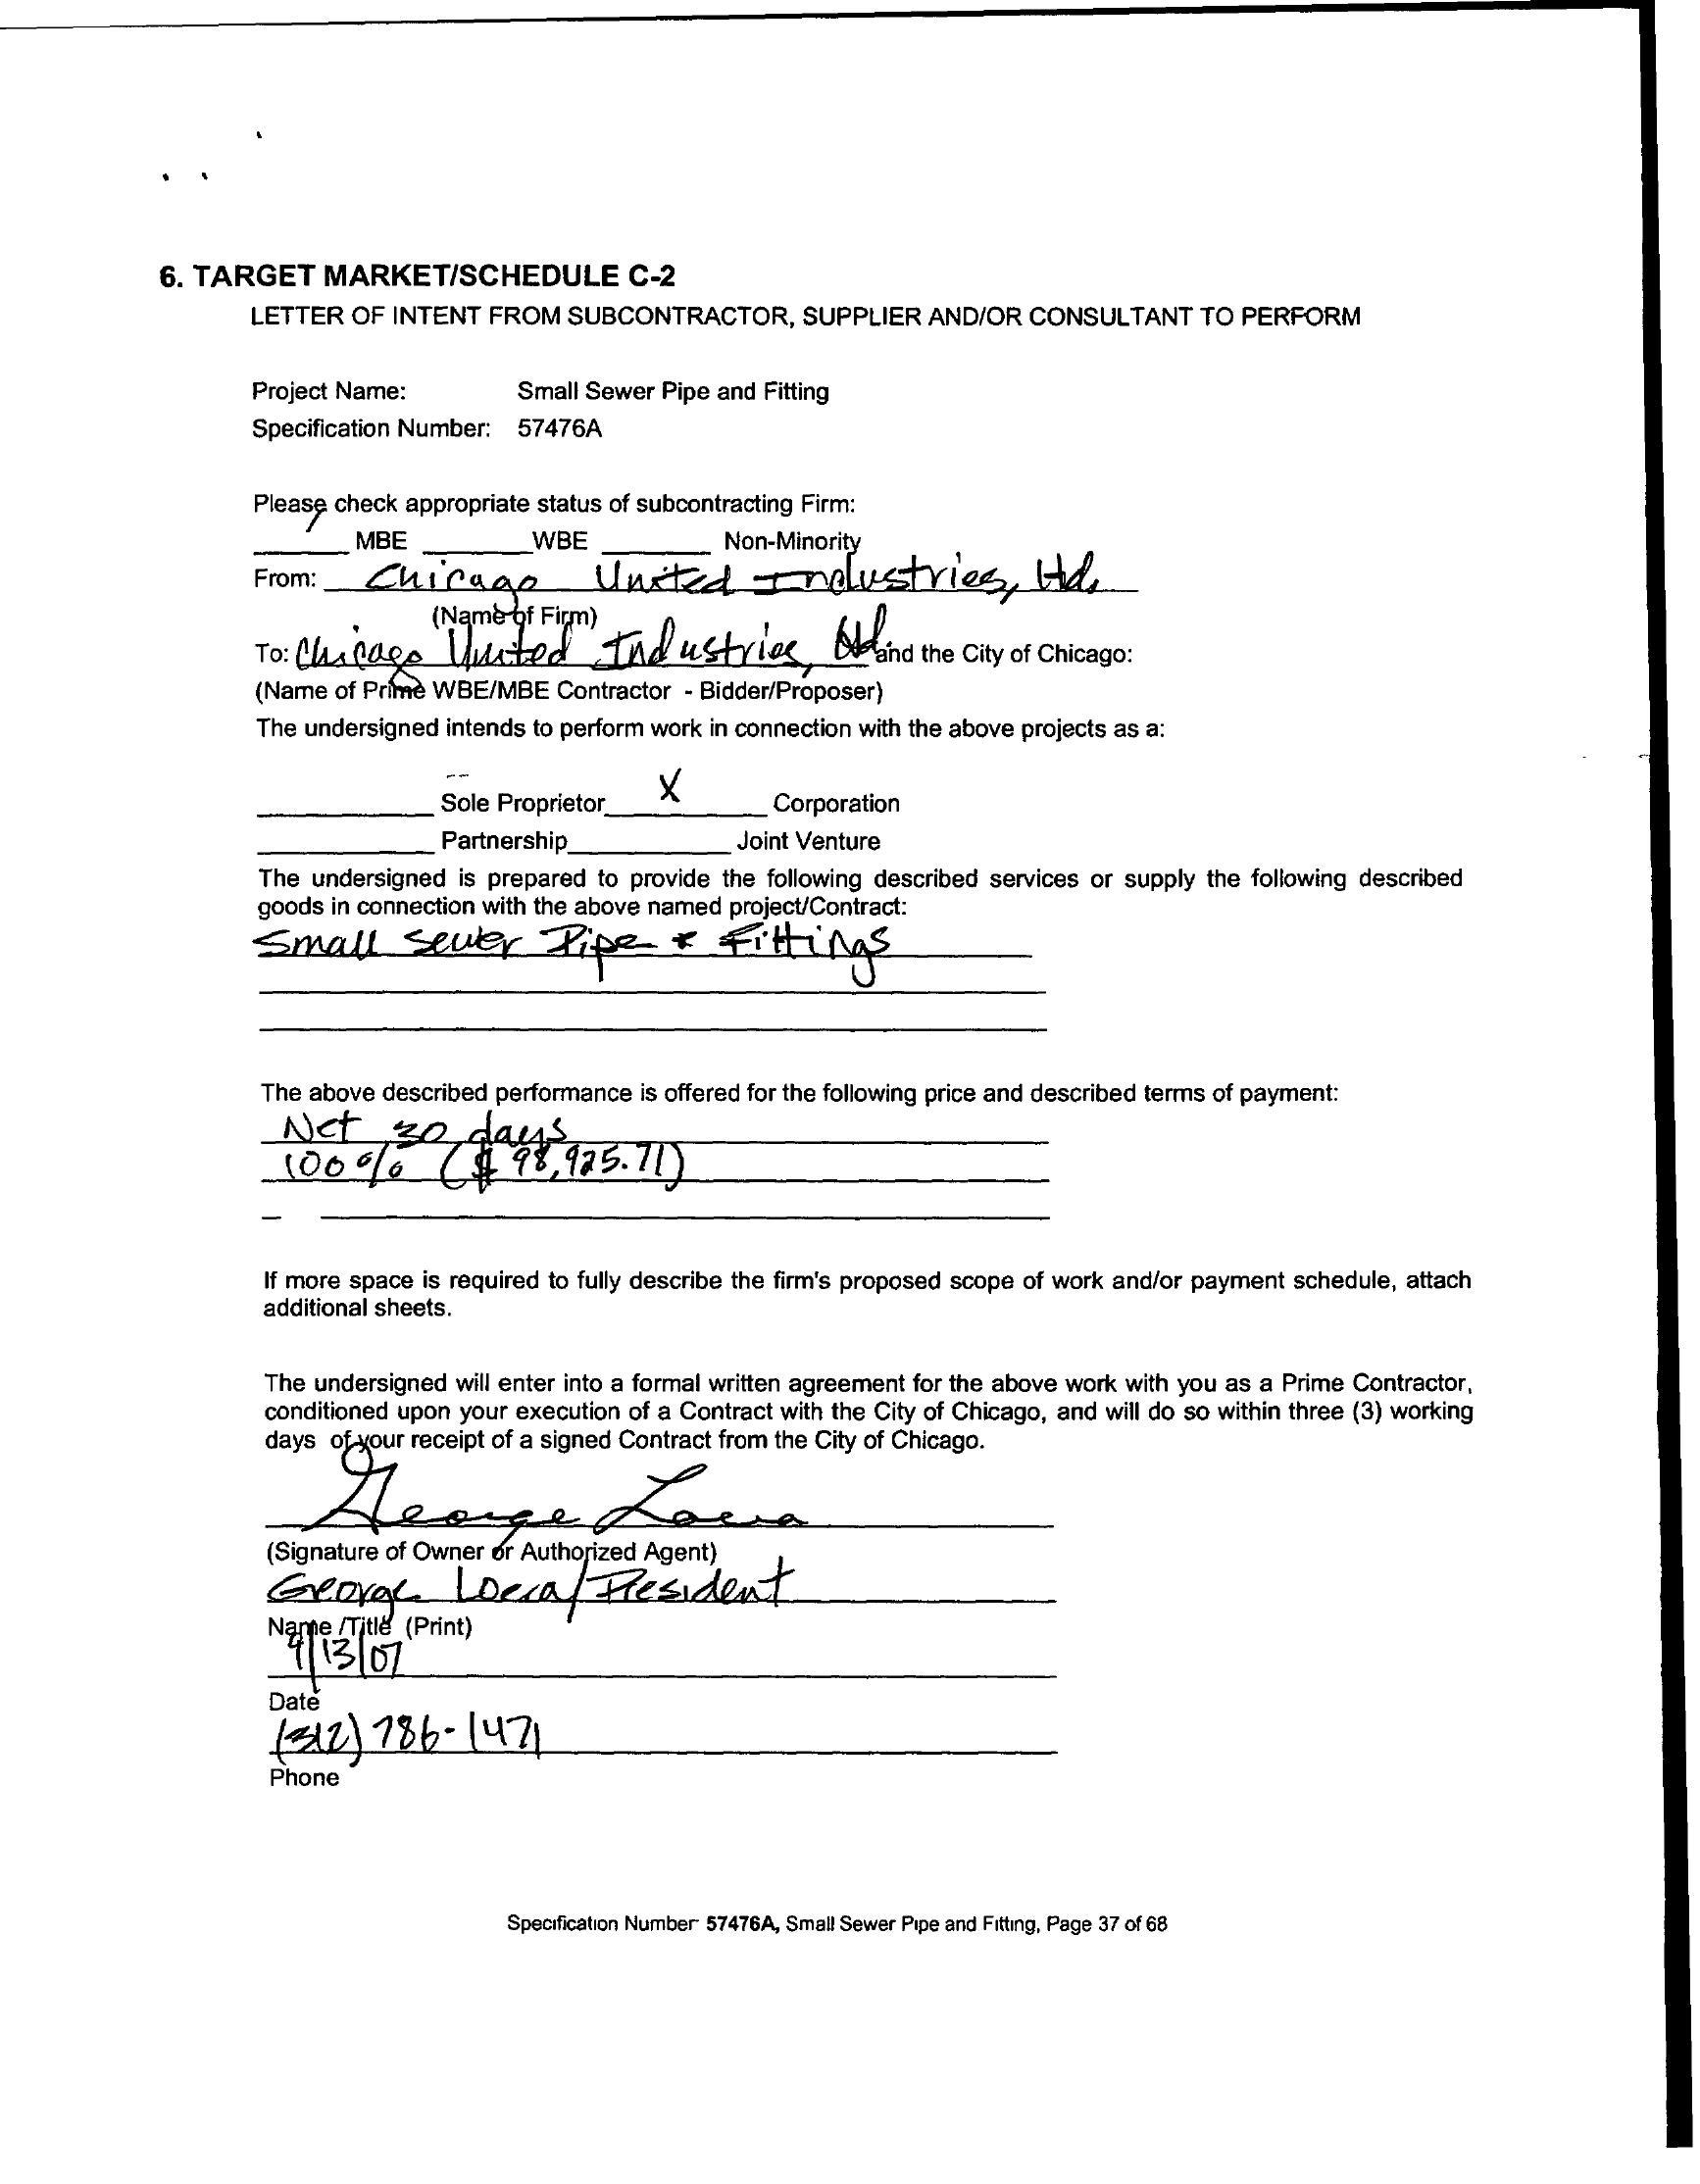 6. TARGET MARKET/SCHEDULE C-2
LETTER OF INTENT FROM SUBCONTRACTOR, SUPPLIER AND/OR CONSULTANT TO PERFORM
Project Name: Small Sewer Pipe and Fitting
Specification Number: 57476A
Please check appropriate status of subcontracting Firm:
______ MBE ______ WBE ______ Non-Minority
From: Chicago United Industries, Ltd.
(Name of Firm)
To: Chicago United Industries, Ltd and the City of Chicago:
(Name of Prime WBE/MBE Contractor - Bidder/Proposer)
The undersigned intends to perform work in connection with the above projects as a:
______ Sole Proprietor X Corporation
______ Partnership ______ Joint Venture
The undersigned is prepared to provide the following described services or supply the following described
goods in connection with the above named project/Contract:
Small Sewer Pipe & Fittings
The above described performance is offered for the following price and described terms of payment:
Net 30 days
100% ($98,925.71)
If more space is required to fully describe the firm's proposed scope of work and/or payment schedule, attach
additional sheets.
The undersigned will enter into a formal written agreement for the above work with you as a Prime Contractor,
conditioned upon your execution of a Contract with the City of Chicago, and will do so within three (3) working
days of your receipt of a signed Contract from the City of Chicago.
George Loera
(Signature of Owner or Authorized Agent)
George Loera/President
Name /Title (Print)
9/13/07
Date
(312) 786-1471
Phone
Specification Number 57476A, Small Sewer Pipe and Fitting, Page 37 of 68